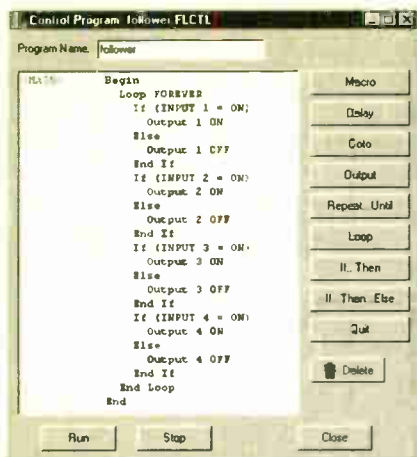 Control Program follower.FLCTL
Program Name: follower
<MAIN> Begin
Loop FOREVER
If (INPUT 1 = ON)
Output 1 ON
Else
Output 1 OFF
End If
If (INPUT 2 = ON)
Output 2 ON
Else
Output 2 OFF
End If
If (INPUT 3 = ON)
Output 3 ON
Else
Output 3 OFF
End If
If (INPUT 4 = ON)
Output 4 ON
Else
Output 4 OFF
End If
End Loop
End
Macro
Delay
Goto
Output
Repeat...Until
Loop
If...Then
If...Then...Else
Quit
Delete
Run Stop Close